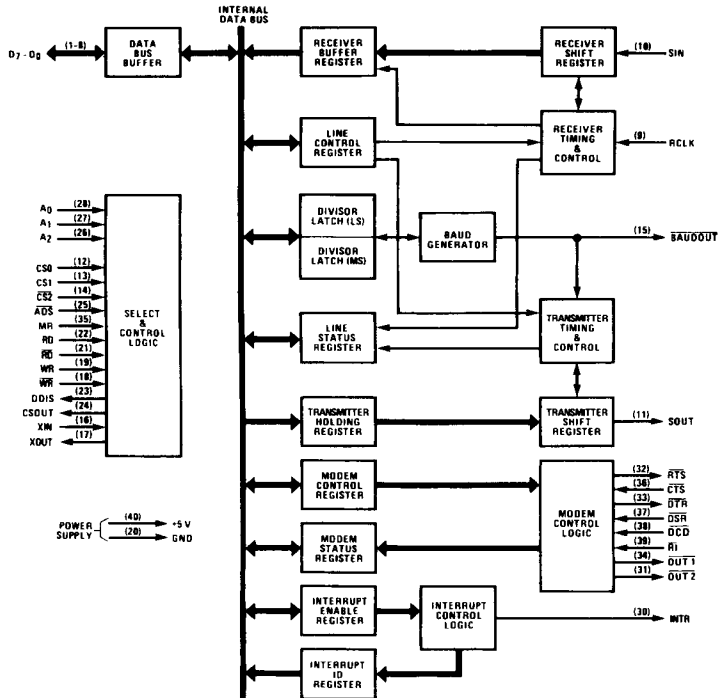 INTERNAL
DATA BUS
D7 - D0
(1-8)
DATA
BUS
BUFFER
RECEIVER
BUFFER
REGISTER
RECEIVER
SHIFT
REGISTER
(10)
SIN
LINE
CONTROL
REGISTER
RECEIVER
TIMING
&
CONTROL
(9)
RCLK
A0 (28)
A1 (27)
A2 (26)
CS0 (12)
CS1 (13)
CS2 (14)
ADS (25)
MR (35)
RD (22)
RD (21)
WR (19)
WR (18)
DDIS (23)
CSOUT (24)
XIN (16)
XOUT (17)
SELECT
&
CONTROL
LOGIC
DIVISOR
LATCH (LS)
DIVISOR
LATCH (MS)
BAUD
GENERATOR
(15)
BAUDOUT
LINE
STATUS
REGISTER
TRANSMITTER
TIMING
&
CONTROL
TRANSMITTER
HOLDING
REGISTER
TRANSMITTER
SHIFT
REGISTER
(11)
SOUT
MODEM
CONTROL
REGISTER
MODEM
CONTROL
LOGIC
(32) RTS
(36) CTS
(33) DTR
(37) DSR
(38) DCD
(39) RI
(34) OUT 1
(31) OUT 2
POWER
SUPPLY
(40) +5 V
(20) GND
MODEM
STATUS
REGISTER
INTERRUPT
ENABLE
REGISTER
INTERRUPT
CONTROL
LOGIC
(30)
INTR
INTERRUPT
ID
REGISTER